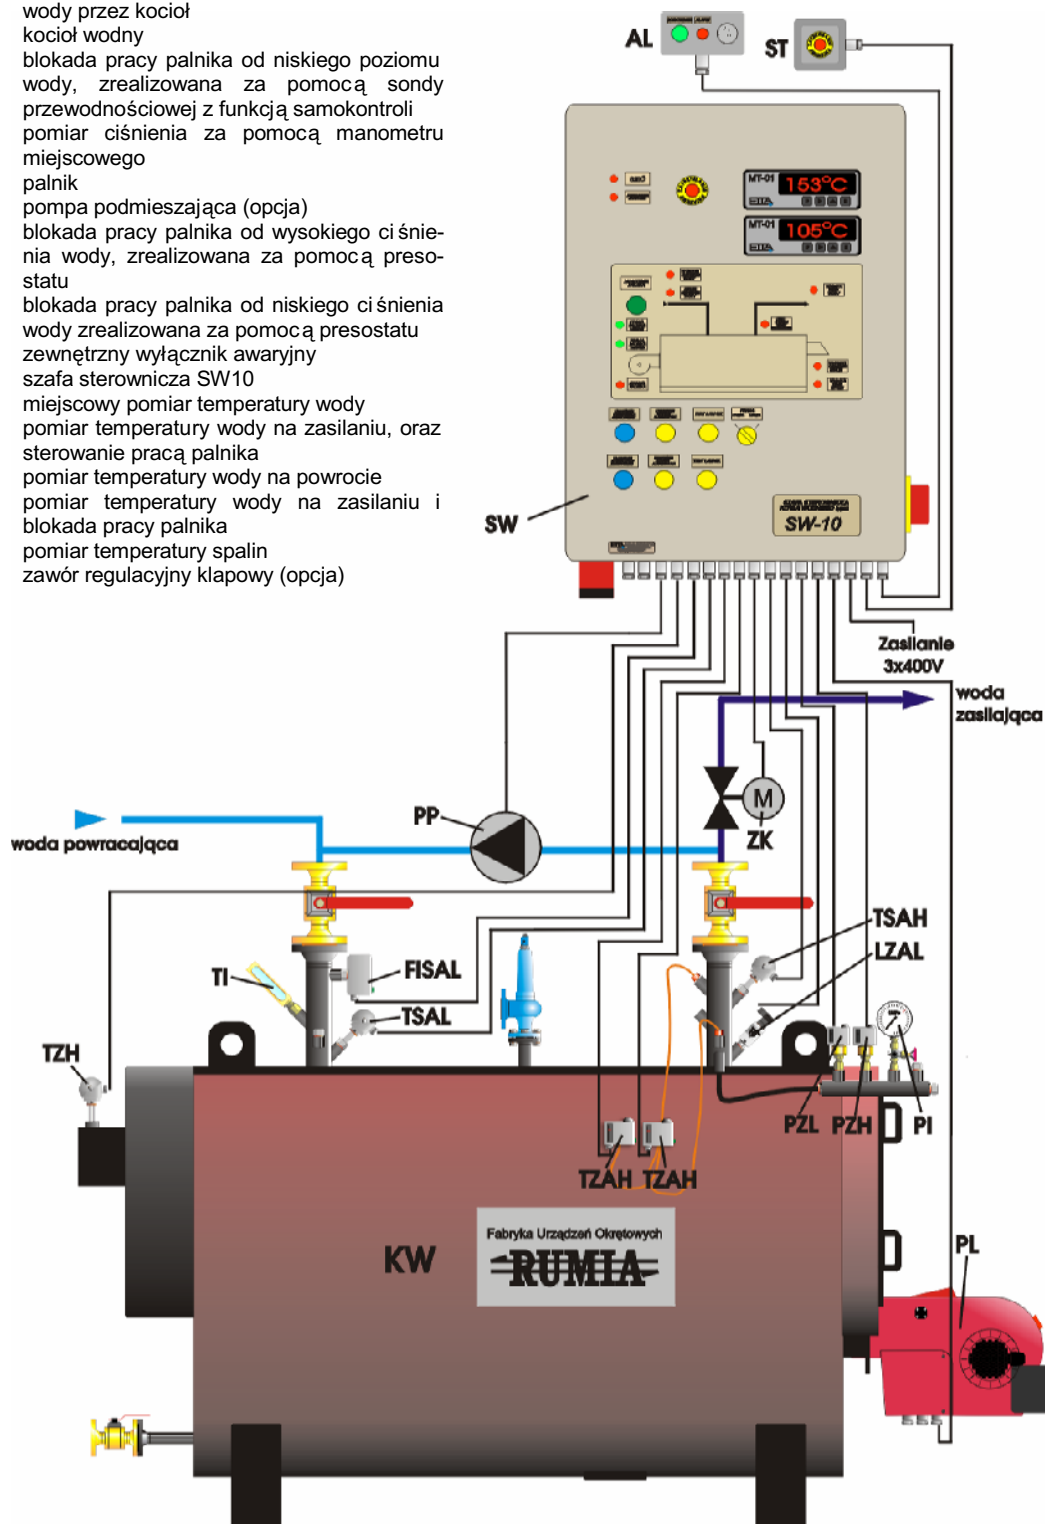 wody przez kocioł
kocioł wodny
blokada pracy palnika od niskiego poziomu
wody, zrealizowana za pomocą sondy
przewodnościowej z funkcją samokontroli
pomiar ciśnienia za pomocą manometru
miejscowego
palnik
pompa podmieszająca (opcja)
blokada pracy palnika od wysokiego ciśnie-
nia wody, zrealizowana za pomocą preso-
statu
blokada pracy palnika od niskiego ciśnienia
wody zrealizowana za pomocą presostatu
zewnętrzny wyłącznik awaryjny
szafa sterownicza SW10
miejscowy pomiar temperatury wody
pomiar temperatury wody na zasilaniu, oraz
sterowanie pracą palnika
pomiar temperatury wody na powrocie
pomiar temperatury wody na zasilaniu i
blokada pracy palnika
pomiar temperatury spalin
zawór regulacyjny klapowy (opcja)
AL
ST
MT-01
153°C
MT-01
105°C
SW
SW-10
Zasilanie
3x400V
woda
zasilająca
PP
M
ZK
woda powracająca
TSAH
LZAL
TI
FISAL
TSAL
TZH
PZL PZH PI
TZAH TZAH
Fabryka Urządzeń Okrętowych
RUMIA
KW
PL